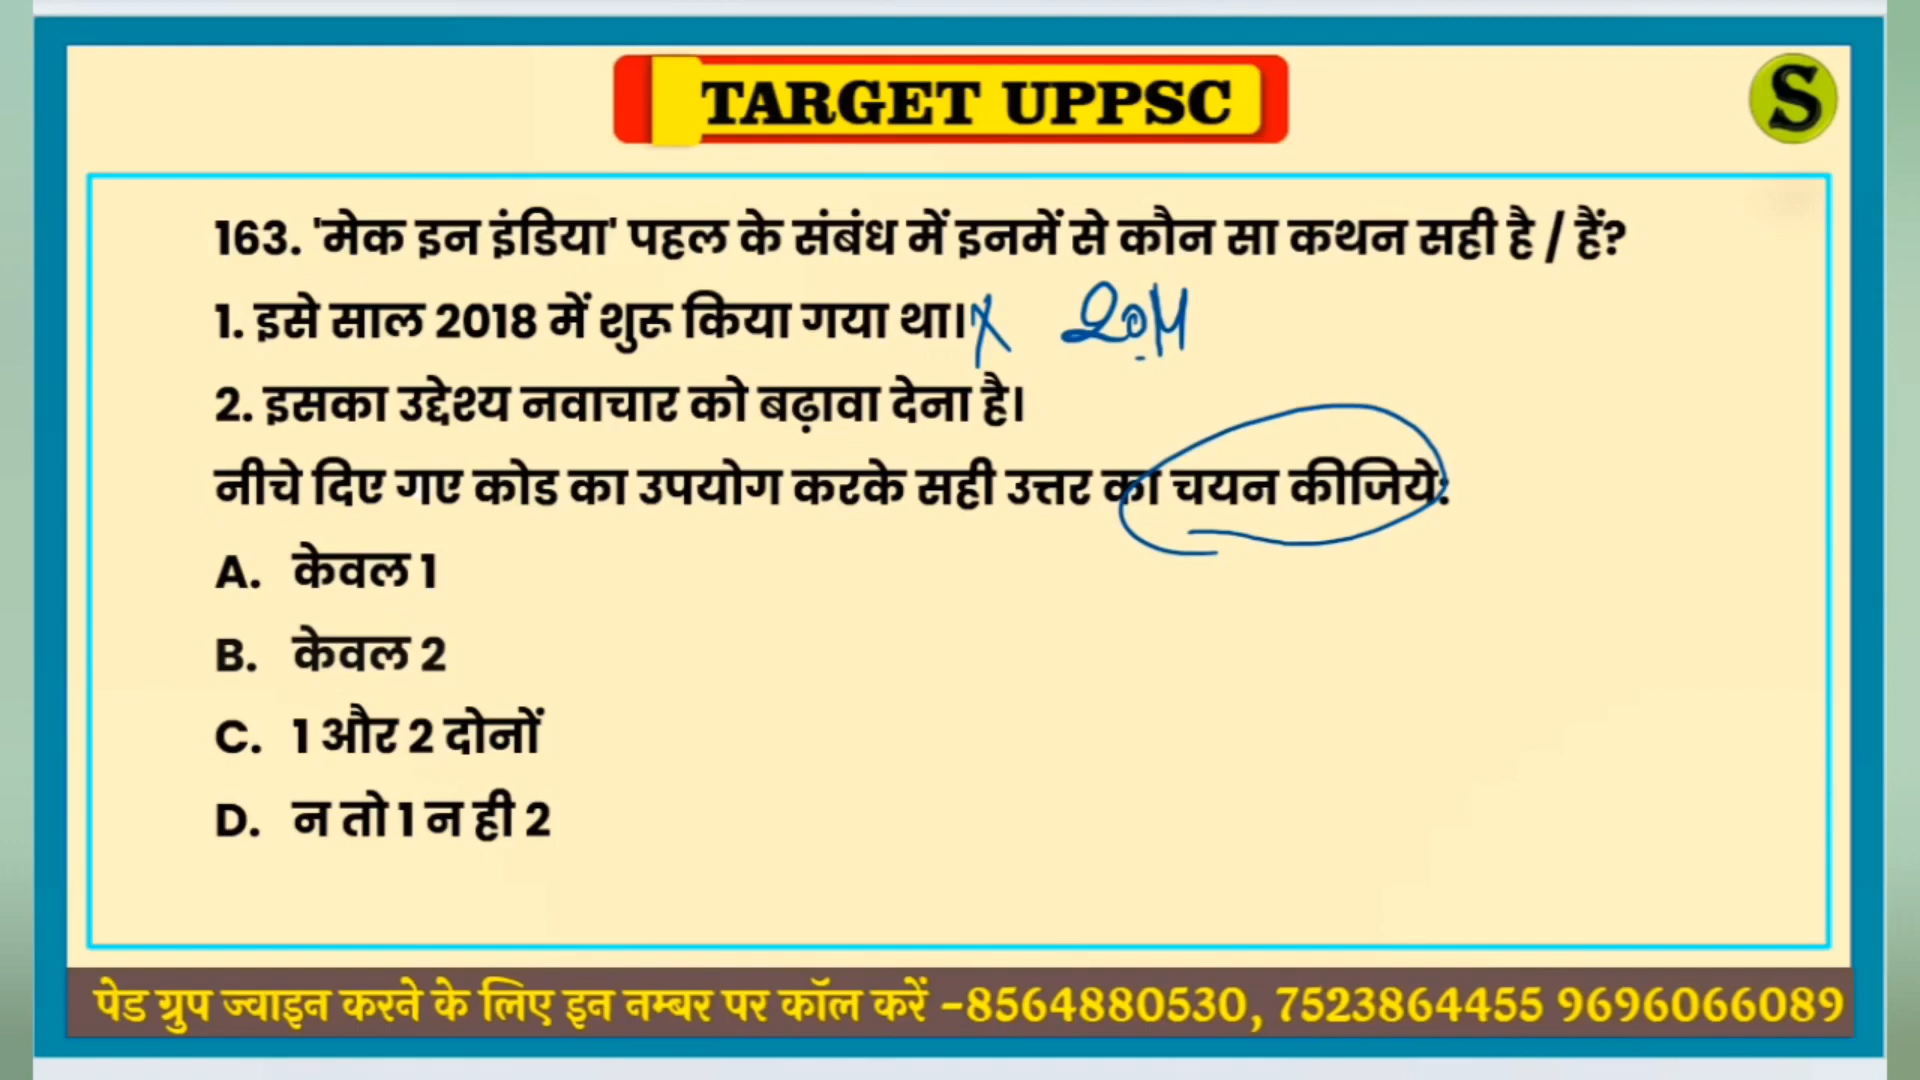 TARGET UPPSC
S
163. 'मेक इन इंडिया' पहल के संबंध में इनमें से कौन सा कथन सही है / हैं?
1. इसे साल 2018 में शुरू किया गया था। X 2014
2. इसका उद्देश्य नवाचार को बढ़ावा देना है।
नीचे दिए गए कोड का उपयोग करके सही उत्तर का चयन कीजिये:
A. केवल 1
B. केवल 2
C. 1 और 2 दोनों
D. न तो 1 न ही 2
पेड ग्रुप ज्वाइन करने के लिए इन नम्बर पर कॉल करें -8564880530, 7523864455 9696066089